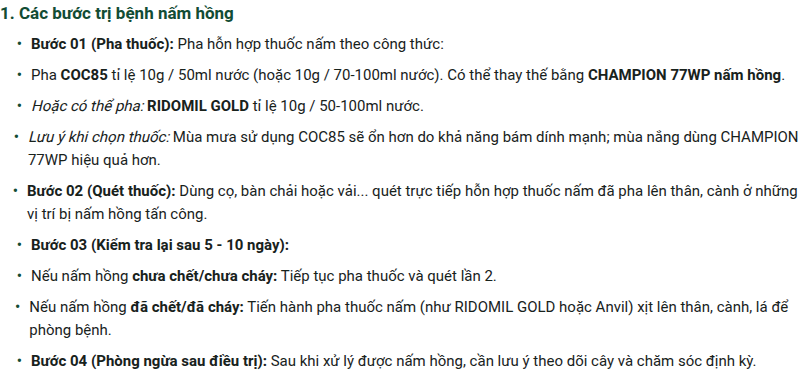 1. Các bước trị bệnh nấm hồng
• Bước 01 (Pha thuốc): Pha hỗn hợp thuốc nấm theo công thức:
• Pha COC85 tỉ lệ 10g / 50ml nước (hoặc 10g / 70-100ml nước). Có thể thay thế bằng CHAMPION 77WP nấm hồng.
• Hoặc có thể pha: RIDOMIL GOLD tỉ lệ 10g / 50-100ml nước.
• Lưu ý khi chọn thuốc: Mùa mưa sử dụng COC85 sẽ ổn hơn do khả năng bám dính mạnh; mùa nắng dùng CHAMPION
77WP hiệu quả hơn.
• Bước 02 (Quét thuốc): Dùng cọ, bàn chải hoặc vải... quét trực tiếp hỗn hợp thuốc nấm đã pha lên thân, cành ở những
vị trí bị nấm hồng tấn công.
• Bước 03 (Kiểm tra lại sau 5 - 10 ngày):
• Nếu nấm hồng chưa chết/chưa cháy: Tiếp tục pha thuốc và quét lần 2.
• Nếu nấm hồng đã chết/đã cháy: Tiến hành pha thuốc nấm (như RIDOMIL GOLD hoặc Anvil) xịt lên thân, cành, lá để
phòng bệnh.
• Bước 04 (Phòng ngừa sau điều trị): Sau khi xử lý được nấm hồng, cần lưu ý theo dõi cây và chăm sóc định kỳ.